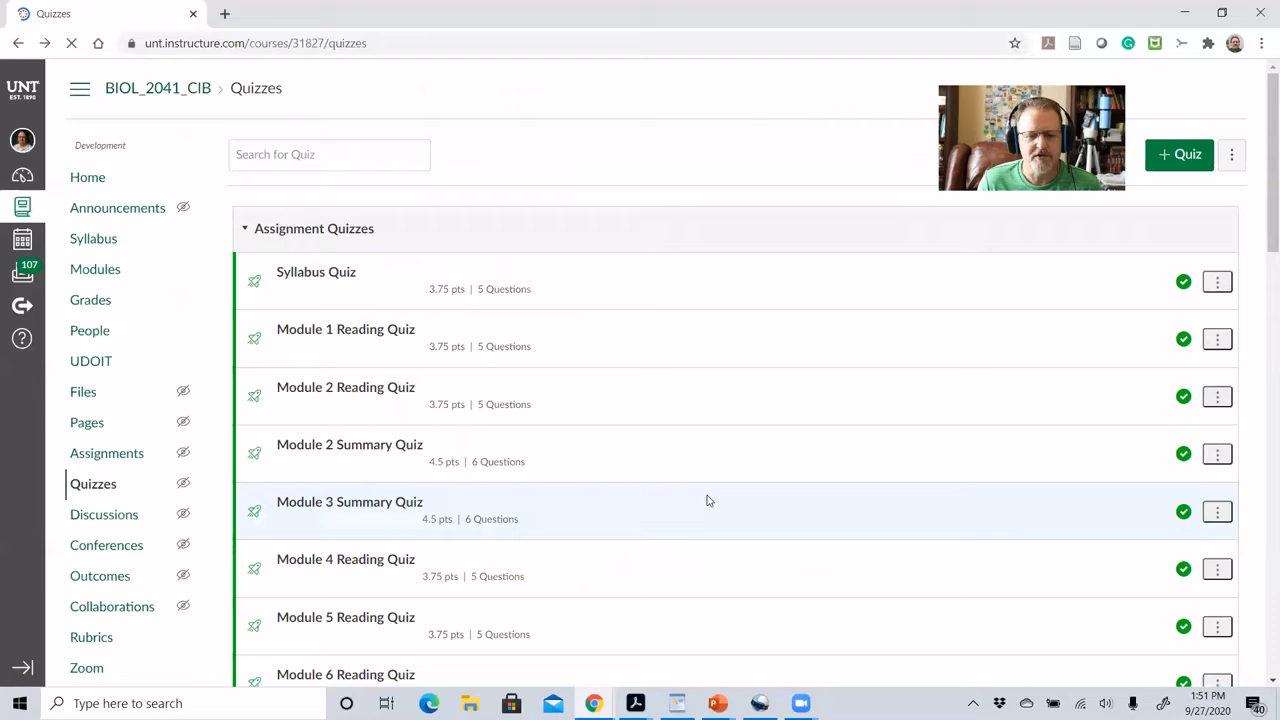 Quizzes
unt.instructure.com/courses/31827/quizzes
UNT
EST. 1890
BIOL_2041_CIB › Quizzes
Development
Search for Quiz
+ Quiz
Home
Announcements
Syllabus
Modules
Grades
People
UDOIT
Files
Pages
Assignments
Quizzes
Discussions
Conferences
Outcomes
Collaborations
Rubrics
Zoom
107
Assignment Quizzes
Syllabus Quiz
3.75 pts | 5 Questions
Module 1 Reading Quiz
3.75 pts | 5 Questions
Module 2 Reading Quiz
3.75 pts | 5 Questions
Module 2 Summary Quiz
4.5 pts | 6 Questions
Module 3 Summary Quiz
4.5 pts | 6 Questions
Module 4 Reading Quiz
3.75 pts | 5 Questions
Module 5 Reading Quiz
3.75 pts | 5 Questions
Module 6 Reading Quiz
Type here to search
1:51 PM
9/27/2020
40